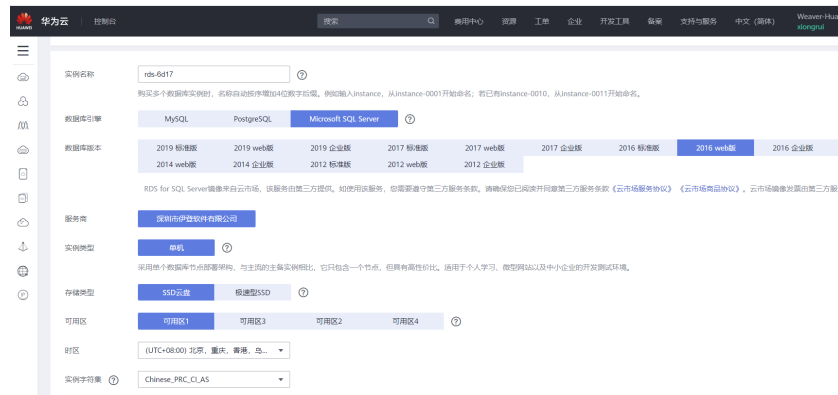 HUAWEI 华为云 控制台 搜索 费用中心 资源 工单 企业 开发工具 备案 支持与服务 中文 (简体) Weaver-Hua
xiongrui
实例名称 rds-6d17
购买多个数据库实例时，名称自动按序增加4位数字后缀。例如输入instance，从instance-0001开始命名；若已有instance-0010，从instance-0011开始命名。
数据库引擎 MySQL PostgreSQL Microsoft SQL Server
数据库版本 2019 标准版 2019 web版 2019 企业版 2017 标准版 2017 web版 2017 企业版 2016 标准版 2016 web版 2016 企业版
2014 web版 2014 企业版 2012 标准版 2012 web版 2012 企业版
RDS for SQL Server镜像来自云市场，该服务由第三方提供。如使用该服务，您需要遵守第三方服务条款。请确保您已阅读并同意第三方服务条款《云市场服务协议》 《云市场商品协议》，云市场镜像发票由第三方服
服务商 深圳市伊登软件有限公司
实例类型 单机
采用单个数据库节点部署架构，与主流的主备实例相比，它只包含一个节点，但具有高性价比。适用于个人学习、微型网站以及中小企业的开发测试环境。
存储类型 SSD云盘 极速型SSD
可用区 可用区1 可用区3 可用区2 可用区4
时区 (UTC+08:00) 北京，重庆，香港，乌...
实例字符集 Chinese_PRC_CI_AS